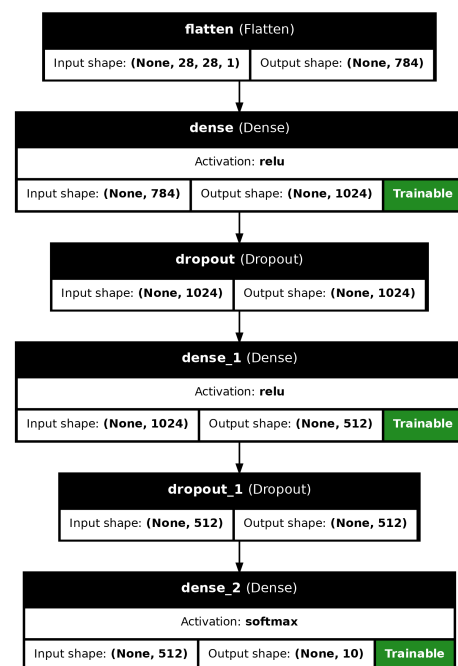 flatten (Flatten)
Input shape: (None, 28, 28, 1) Output shape: (None, 784)
dense (Dense)
Activation: relu
Input shape: (None, 784) Output shape: (None, 1024) Trainable
dropout (Dropout)
Input shape: (None, 1024) Output shape: (None, 1024)
dense_1 (Dense)
Activation: relu
Input shape: (None, 1024) Output shape: (None, 512) Trainable
dropout_1 (Dropout)
Input shape: (None, 512) Output shape: (None, 512)
dense_2 (Dense)
Activation: softmax
Input shape: (None, 512) Output shape: (None, 10) Trainable